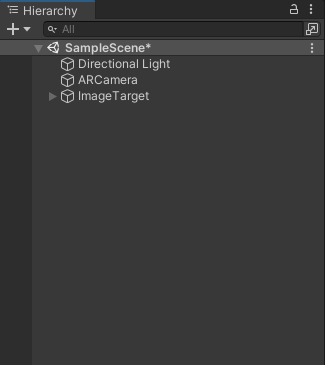 Hierarchy
All
SampleScene*
Directional Light
ARCamera
ImageTarget